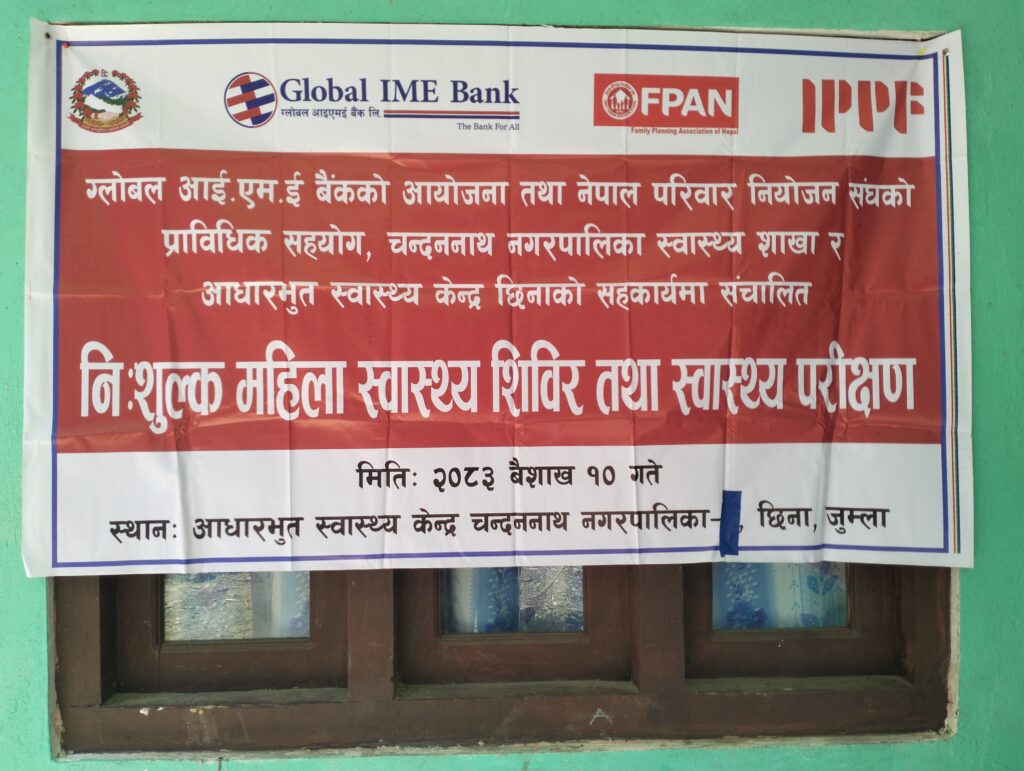 Global IME Bank
ग्लोबल आइएमई बैंक लि.
The Bank For All
FPAN
Family Planning Association of Nepal
IPPF
ग्लोबल आई.एम.ई बैंकको आयोजना तथा नेपाल परिवार नियोजन संघको
प्राविधिक सहयोग, चन्दननाथ नगरपालिका स्वास्थ्य शाखा र
आधारभुत स्वास्थ्य केन्द्र छिनाको सहकार्यमा संचालित
निःशुल्क महिला स्वास्थ्य शिविर तथा स्वास्थ्य परीक्षण
मितिः २०८३ बैशाख १० गते
स्थानः आधारभुत स्वास्थ्य केन्द्र चन्दननाथ नगरपालिका- , छिना, जुम्ला